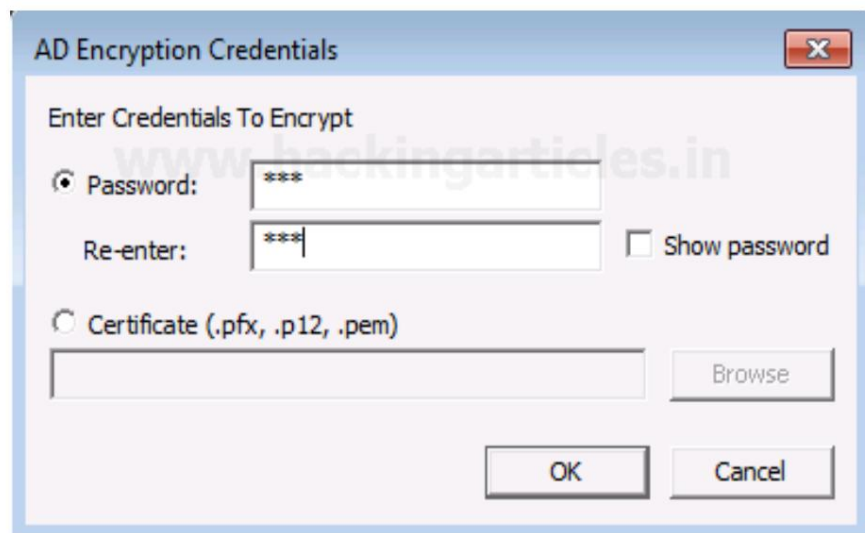 AD Encryption Credentials
Enter Credentials To Encrypt
www.hackingarticles.in
Password: ***
Re-enter: ***
Show password
Certificate (.pfx, .p12, .pem)
Browse
OK Cancel